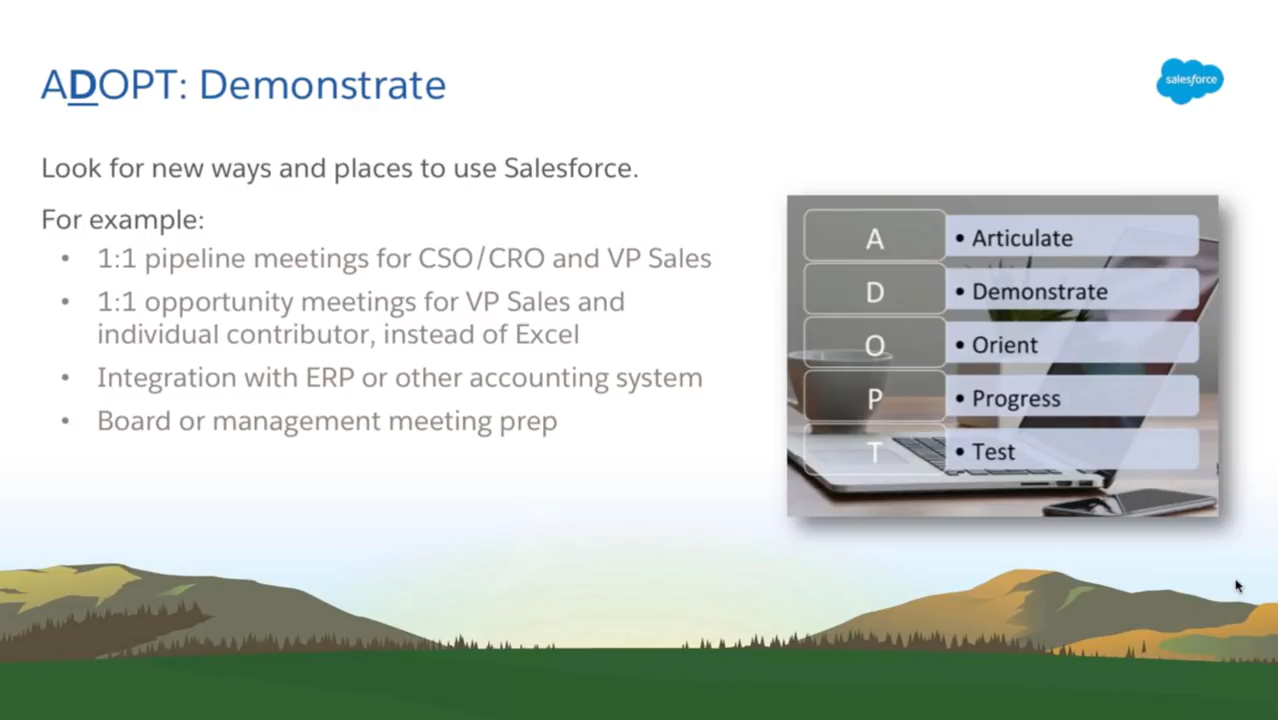 ADOPT: Demonstrate
salesforce
Look for new ways and places to use Salesforce.
For example:
• 1:1 pipeline meetings for CSO/CRO and VP Sales
• 1:1 opportunity meetings for VP Sales and
individual contributor, instead of Excel
• Integration with ERP or other accounting system
• Board or management meeting prep
A • Articulate
D • Demonstrate
O • Orient
P • Progress
T • Test